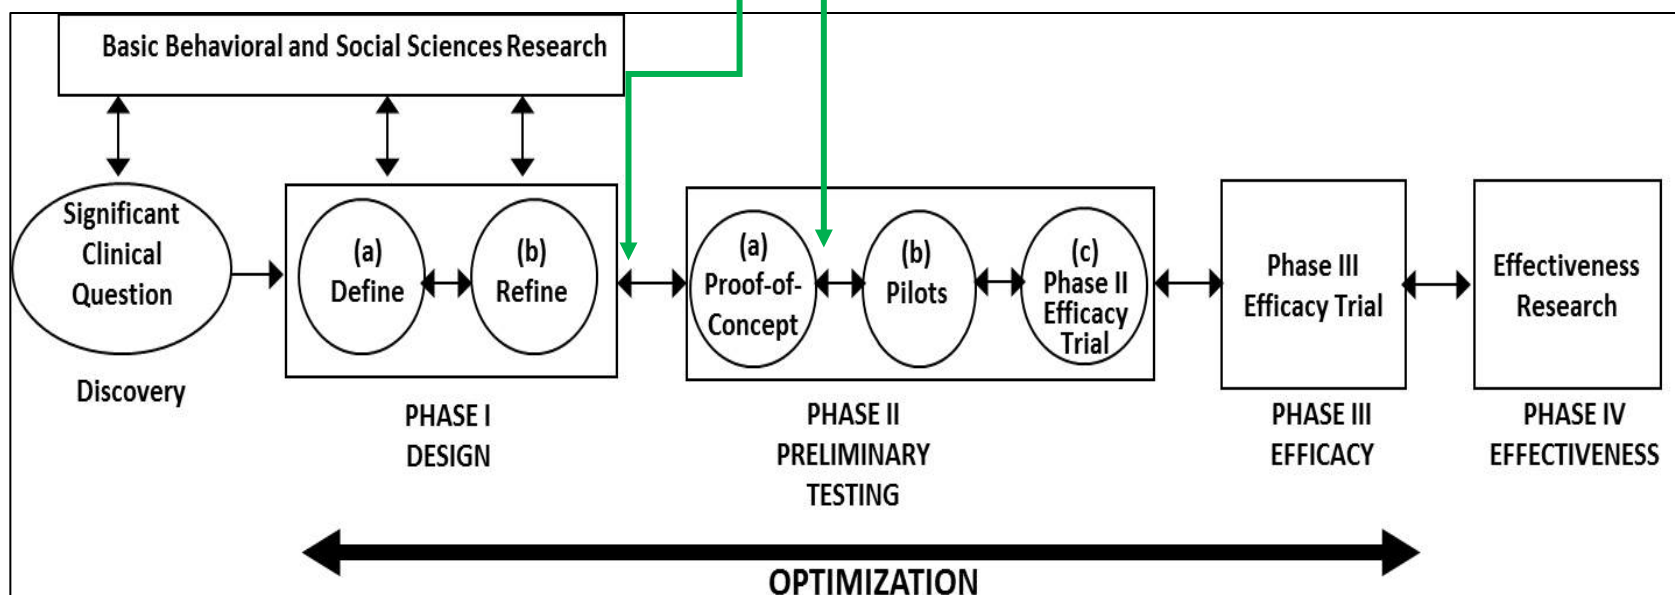 Basic Behavioral and Social Sciences Research
Significant
Clinical
Question
Discovery
(a)
Define
(b)
Refine
PHASE I
DESIGN
(a)
Proof-of-
Concept
(b)
Pilots
(c)
Phase II
Efficacy
Trial
PHASE II
PRELIMINARY
TESTING
Phase III
Efficacy Trial
PHASE III
EFFICACY
Effectiveness
Research
PHASE IV
EFFECTIVENESS
OPTIMIZATION